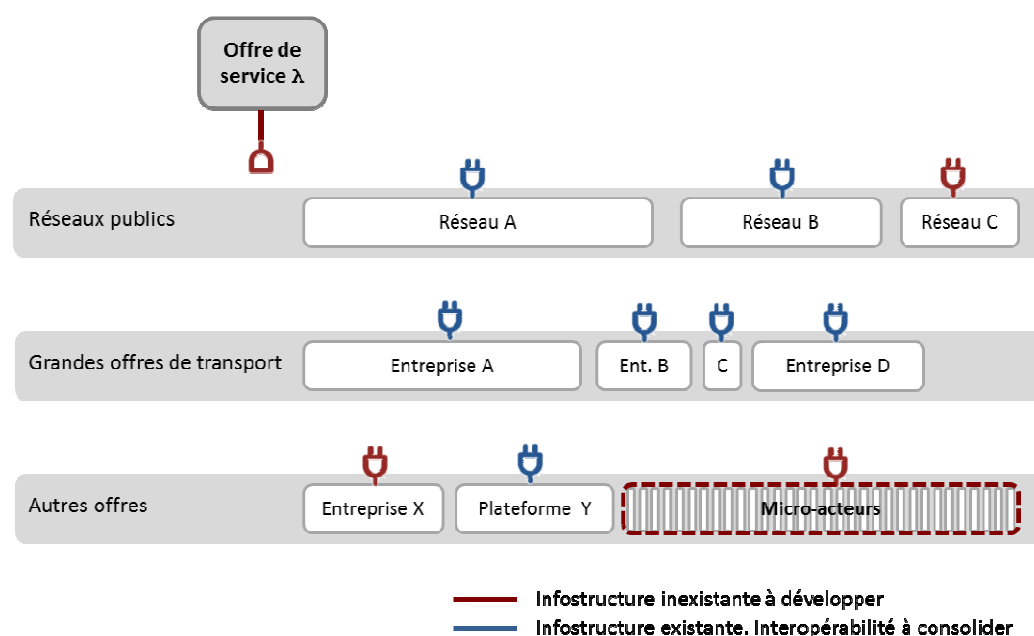 Offre de
service λ
Réseaux publics
Réseau A
Réseau B
Réseau C
Grandes offres de transport
Entreprise A
Ent. B
C
Entreprise D
Autres offres
Entreprise X
Plateforme Y
Micro-acteurs
Infostructure inexistante à développer
Infostructure existante. Interopérabilité à consolider